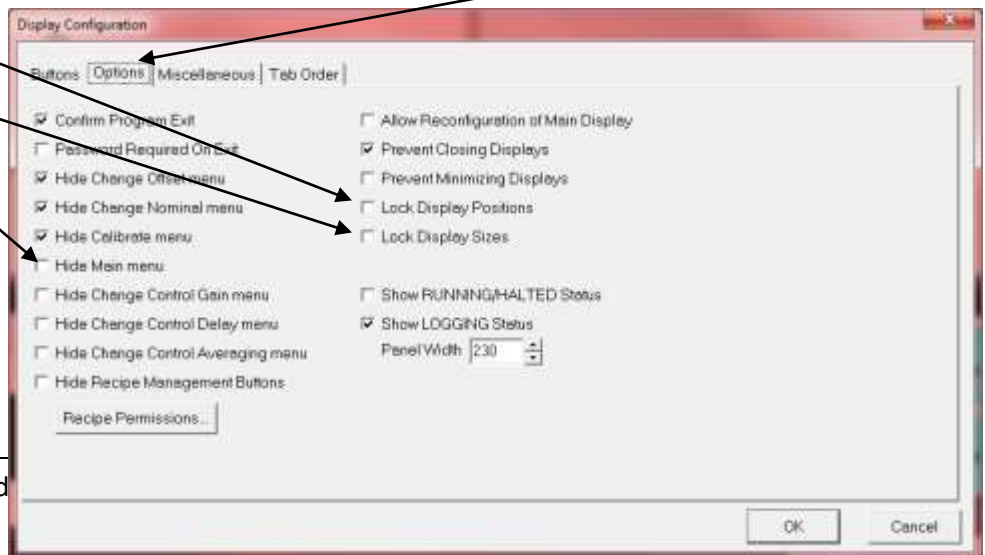 Display Configuration
Buttons Options Miscellaneous Tab Order
Confirm Program Exit
Password Required On Exit
Hide Change Offset menu
Hide Change Nominal menu
Hide Calibrate menu
Hide Main menu
Hide Change Control Gain menu
Hide Change Control Delay menu
Hide Change Control Averaging menu
Hide Recipe Management Buttons
Recipe Permissions...
Allow Reconfiguration of Main Display
Prevent Closing Displays
Prevent Minimizing Displays
Lock Display Positions
Lock Display Sizes
Show RUNNING/HALTED Status
Show LOGGING Status
Panel Width 230
d
OK Cancel